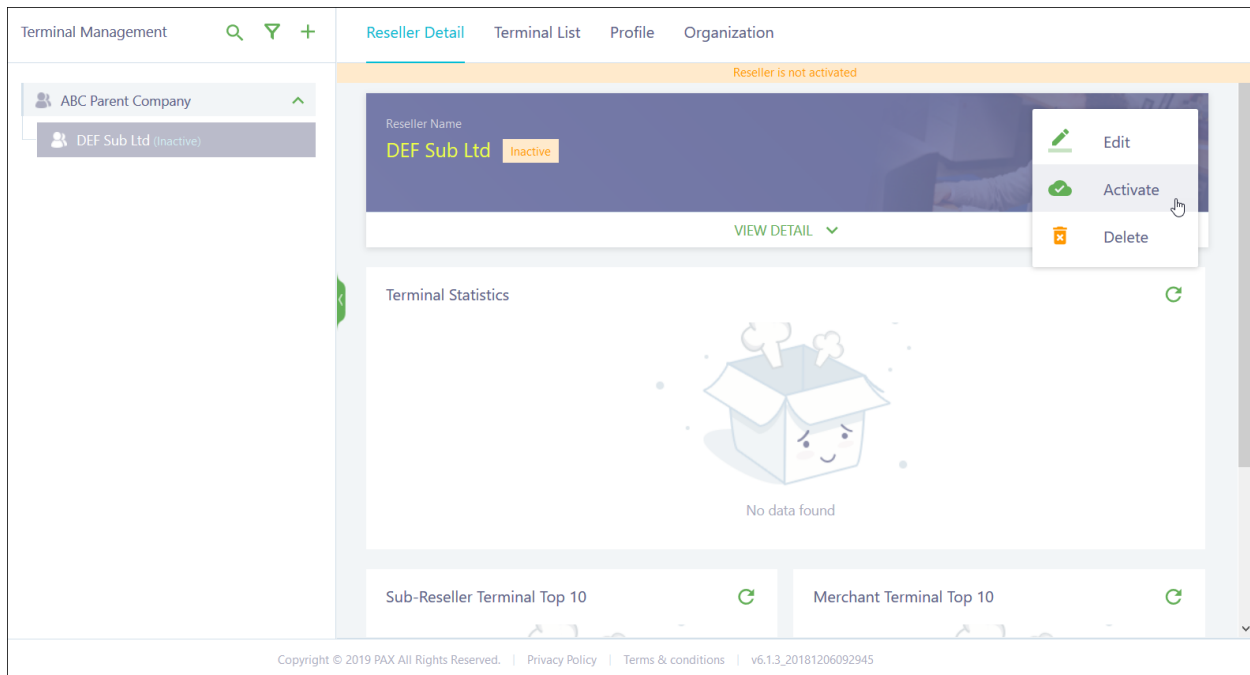 Terminal Management
Reseller Detail Terminal List Profile Organization
Reseller is not activated
ABC Parent Company
DEF Sub Ltd (Inactive)
Reseller Name
DEF Sub Ltd Inactive
Edit
Activate
Delete
VIEW DETAIL
Terminal Statistics
No data found
Sub-Reseller Terminal Top 10
Merchant Terminal Top 10
Copyright © 2019 PAX All Rights Reserved. | Privacy Policy | Terms & conditions | v6.1.3_20181206092945